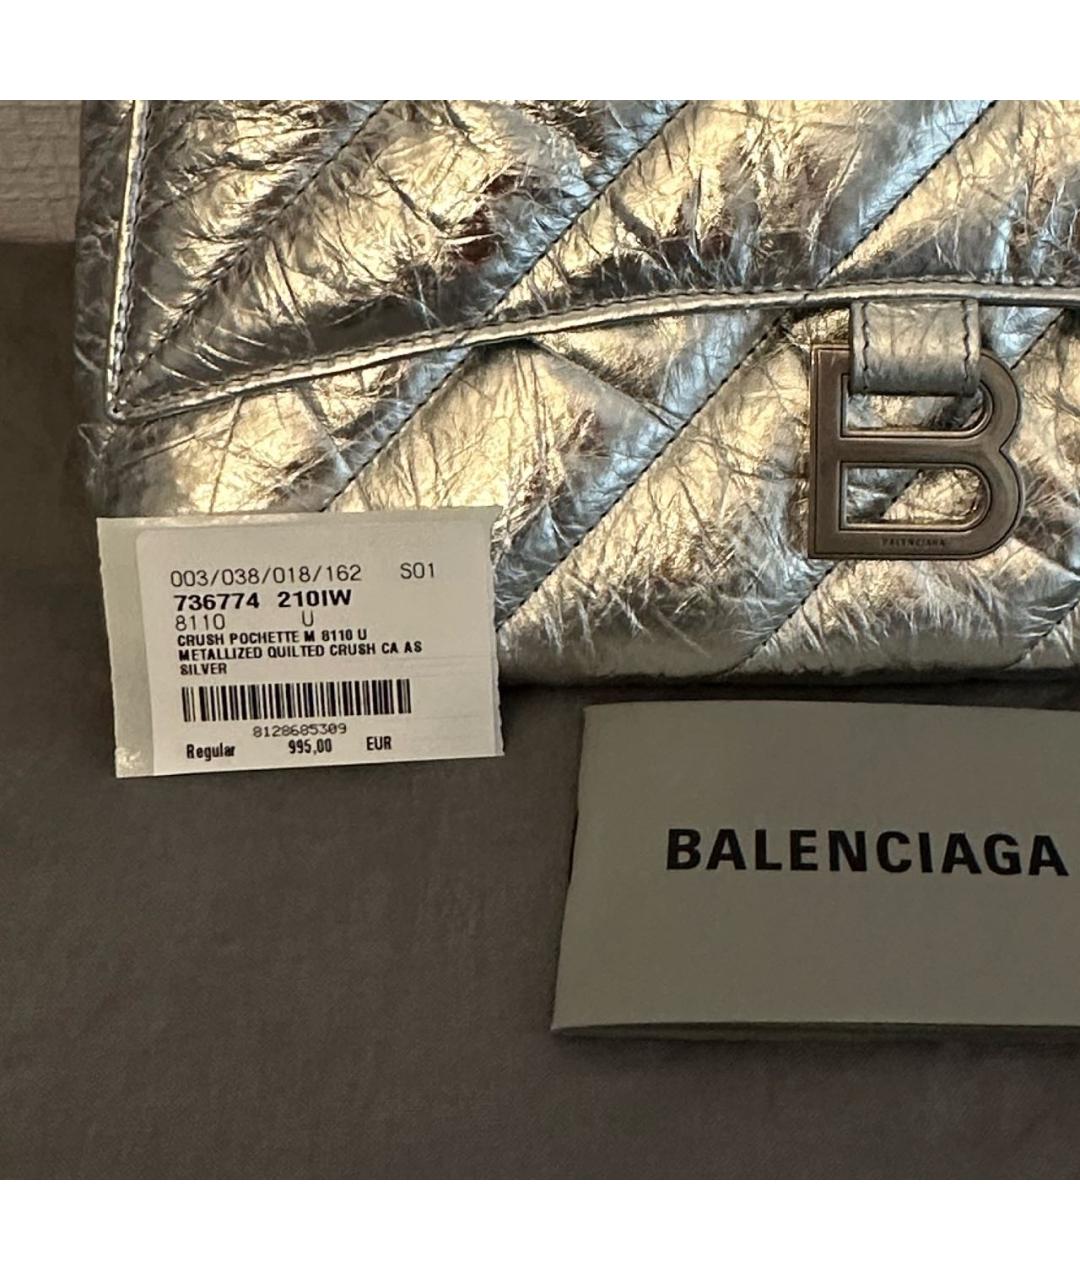 BALENCIAGA
003/038/018/162 S01
736774 210IW
8110 U
CRUSH POCHETTE M 8110 U
METALLIZED QUILTED CRUSH CA AS
SILVER
8128685309
Regular 995,00 EUR
BALENCIAGA